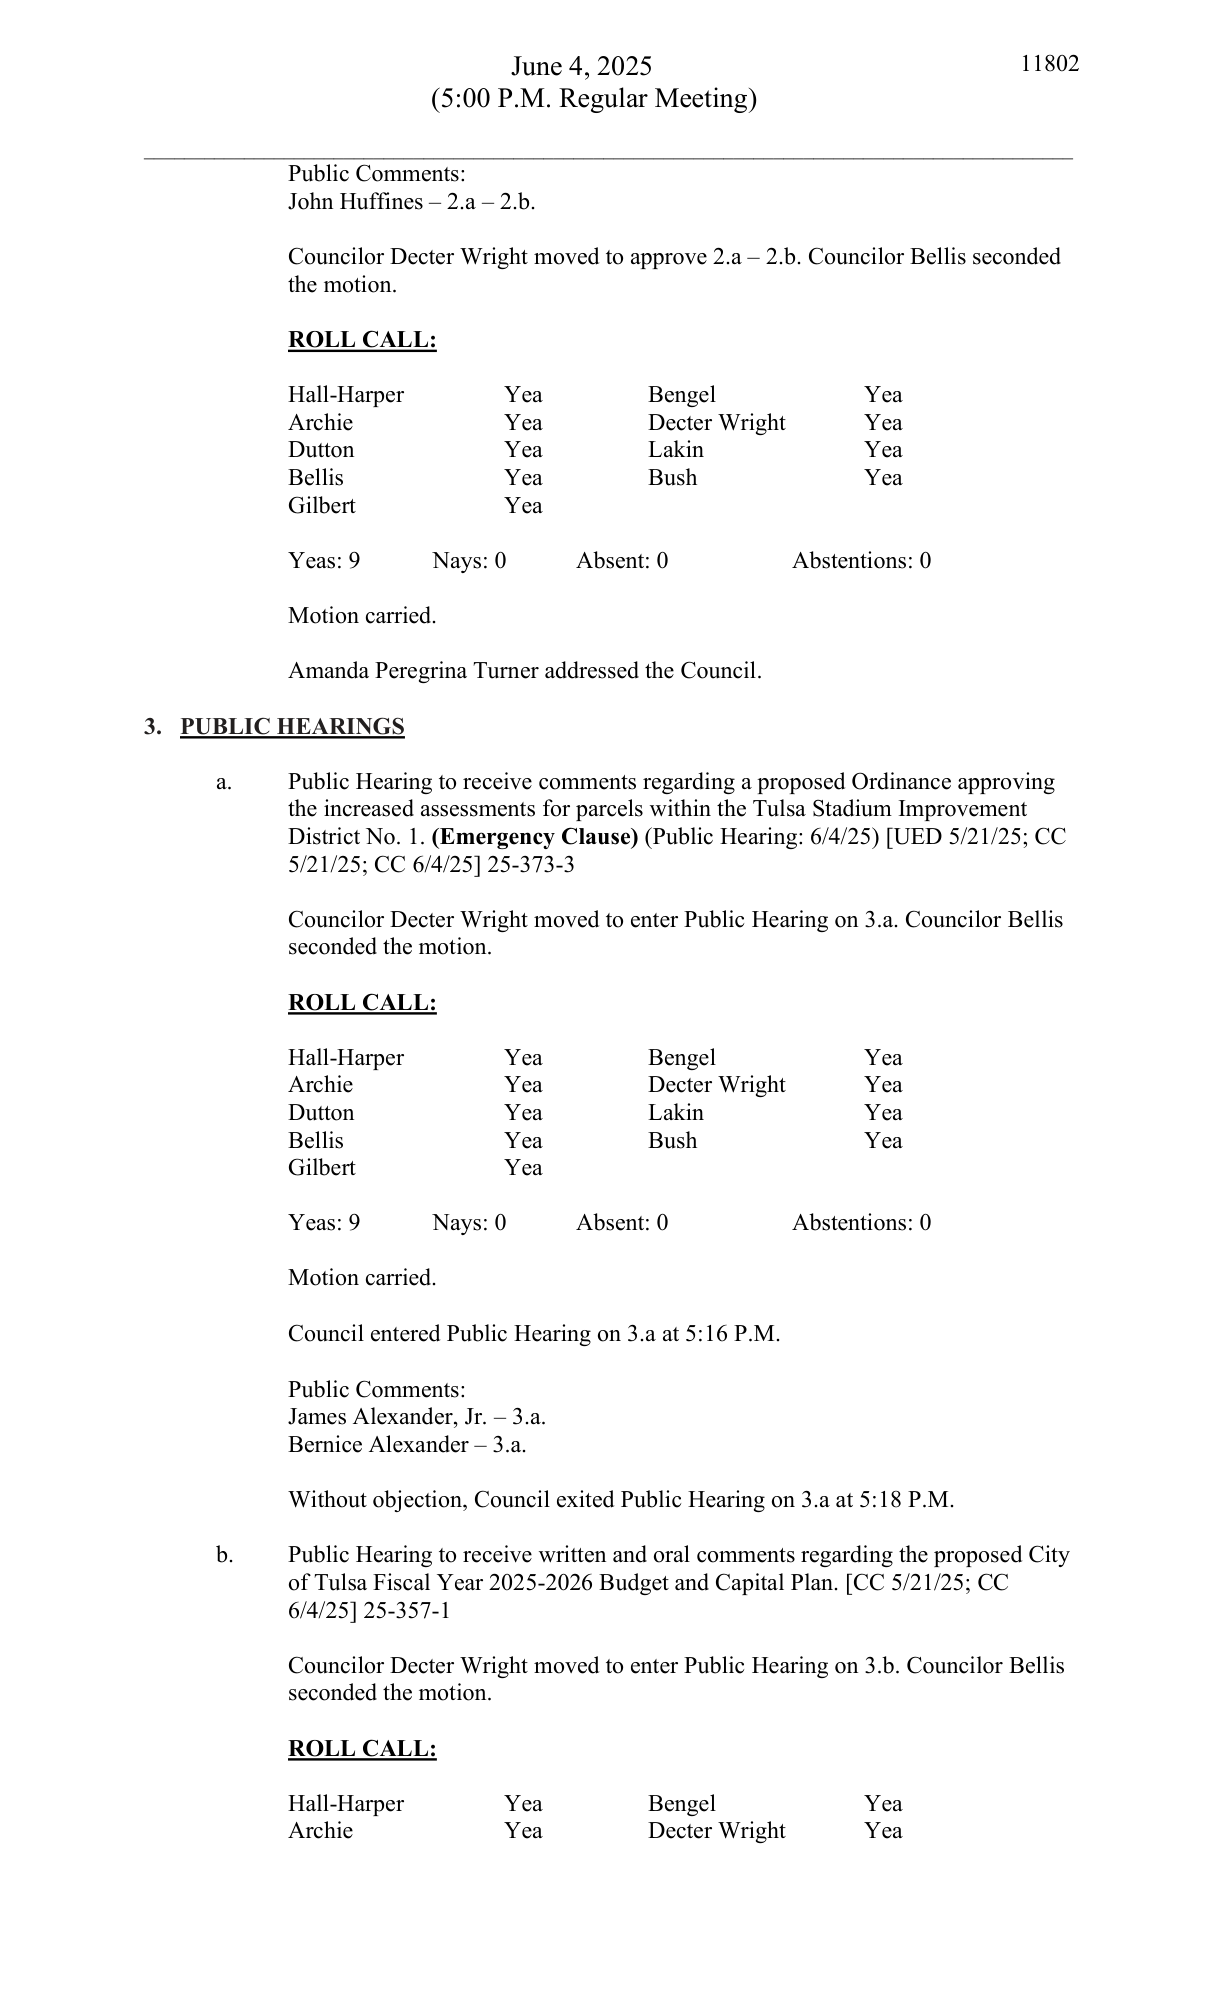 June 4, 2025
11802
(5:00 P.M. Regular Meeting)
Public Comments:
John Huffines – 2.a – 2.b.
Councilor Decter Wright moved to approve 2.a – 2.b. Councilor Bellis seconded
the motion.
ROLL CALL:
Hall-Harper Yea Bengel Yea
Archie Yea Decter Wright Yea
Dutton Yea Lakin Yea
Bellis Yea Bush Yea
Gilbert Yea
Yeas: 9 Nays: 0 Absent: 0 Abstentions: 0
Motion carried.
Amanda Peregrina Turner addressed the Council.
3. PUBLIC HEARINGS
a. Public Hearing to receive comments regarding a proposed Ordinance approving
the increased assessments for parcels within the Tulsa Stadium Improvement
District No. 1. (Emergency Clause) (Public Hearing: 6/4/25) [UED 5/21/25; CC
5/21/25; CC 6/4/25] 25-373-3
Councilor Decter Wright moved to enter Public Hearing on 3.a. Councilor Bellis
seconded the motion.
ROLL CALL:
Hall-Harper Yea Bengel Yea
Archie Yea Decter Wright Yea
Dutton Yea Lakin Yea
Bellis Yea Bush Yea
Gilbert Yea
Yeas: 9 Nays: 0 Absent: 0 Abstentions: 0
Motion carried.
Council entered Public Hearing on 3.a at 5:16 P.M.
Public Comments:
James Alexander, Jr. – 3.a.
Bernice Alexander – 3.a.
Without objection, Council exited Public Hearing on 3.a at 5:18 P.M.
b. Public Hearing to receive written and oral comments regarding the proposed City
of Tulsa Fiscal Year 2025-2026 Budget and Capital Plan. [CC 5/21/25; CC
6/4/25] 25-357-1
Councilor Decter Wright moved to enter Public Hearing on 3.b. Councilor Bellis
seconded the motion.
ROLL CALL:
Hall-Harper Yea Bengel Yea
Archie Yea Decter Wright Yea